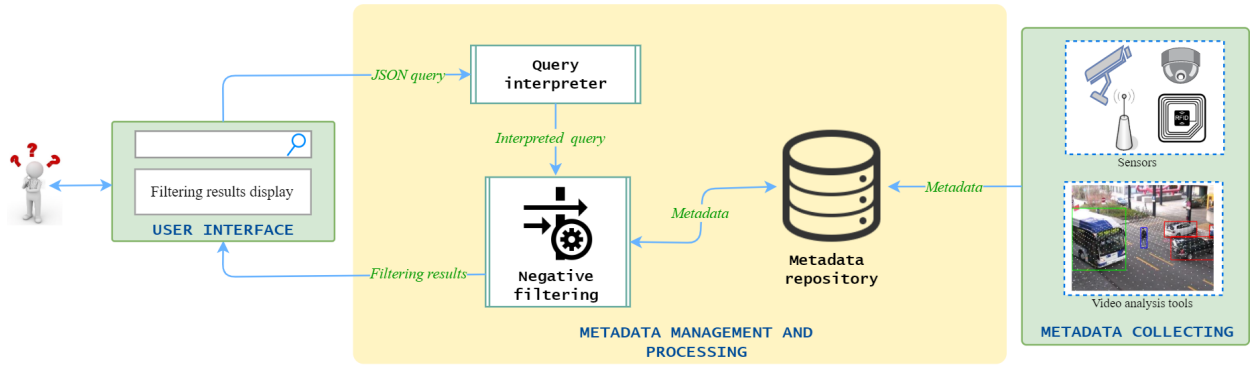 JSON query
Query
interpreter
Interpreted query
Filtering results display
USER INTERFACE
Filtering results
Negative
filtering
Metadata
Metadata
repository
METADATA MANAGEMENT AND
PROCESSING
Metadata
RFID
Sensors
Video analysis tools
METADATA COLLECTING